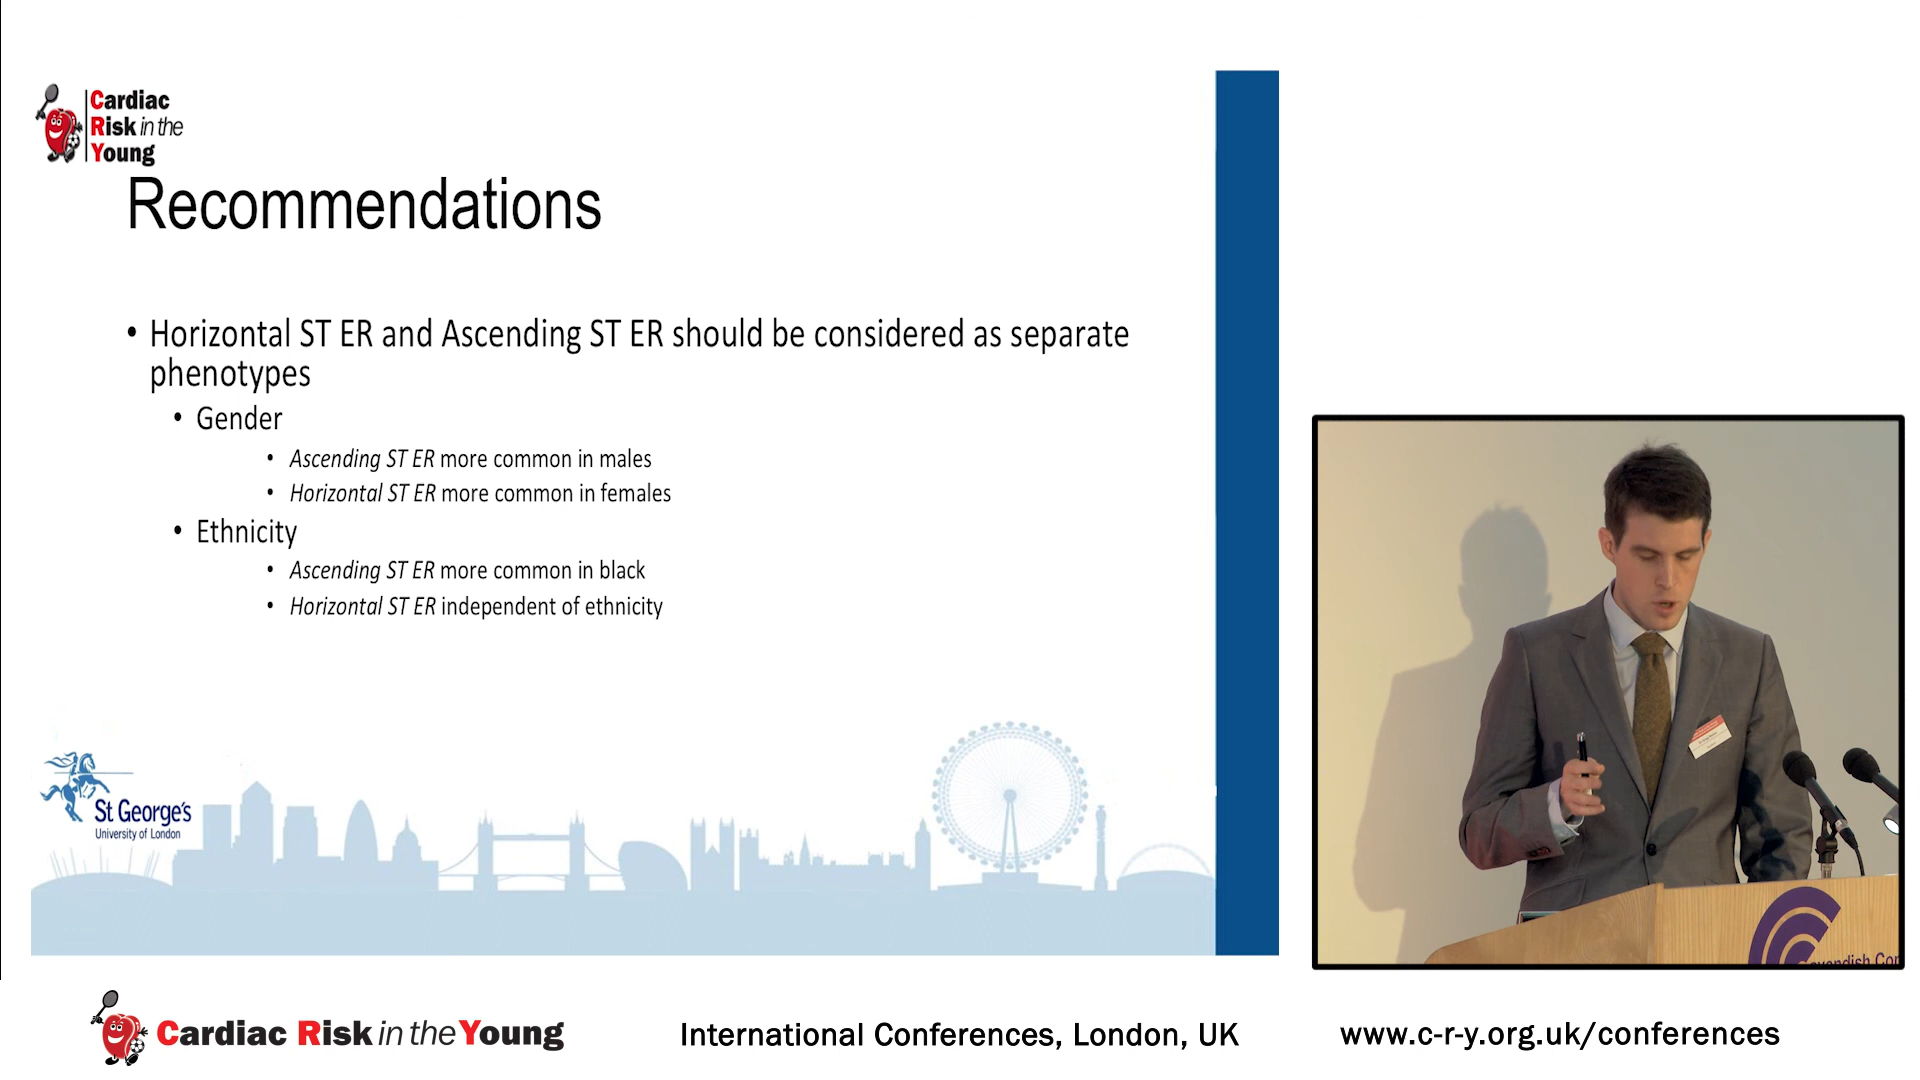 Cardiac
Risk in the
Young
Recommendations
• Horizontal ST ER and Ascending ST ER should be considered as separate
phenotypes
• Gender
• Ascending ST ER more common in males
• Horizontal ST ER more common in females
• Ethnicity
• Ascending ST ER more common in black
• Horizontal ST ER independent of ethnicity
St George's
University of London
Cardiac Risk in the Young
International Conferences, London, UK
www.c-r-y.org.uk/conferences